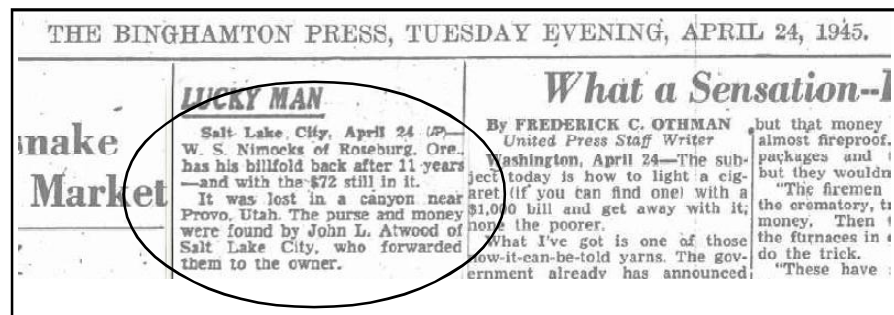 THE BINGHAMTON PRESS, TUESDAY EVENING, APRIL 24, 1945.
snake
Market
LUCKY MAN
Salt Lake City, April 24 (AP)—
W. S. Nimocks of Roseburg, Ore.,
has his billfold back after 11 years
—and with the $72 still in it.
It was lost in a canyon near
Provo, Utah. The purse and money
were found by John L. Atwood of
Salt Lake City, who forwarded
them to the owner.
What a Sensation--
By FREDERICK C. OTHMAN
United Press Staff Writer
Washington, April 24—The sub-
ject today is how to light a cig-
aret (if you can find one) with a
$1,000 bill and get away with it;
none the poorer.
What I've got is one of those
now-it-can-be-told yarns. The gov-
ernment already has announced
but that money
almost fireproof.
packages and
but they wouldn
"The firemen
the crematory, t
money. Then
the furnaces in
do the trick.
"These have